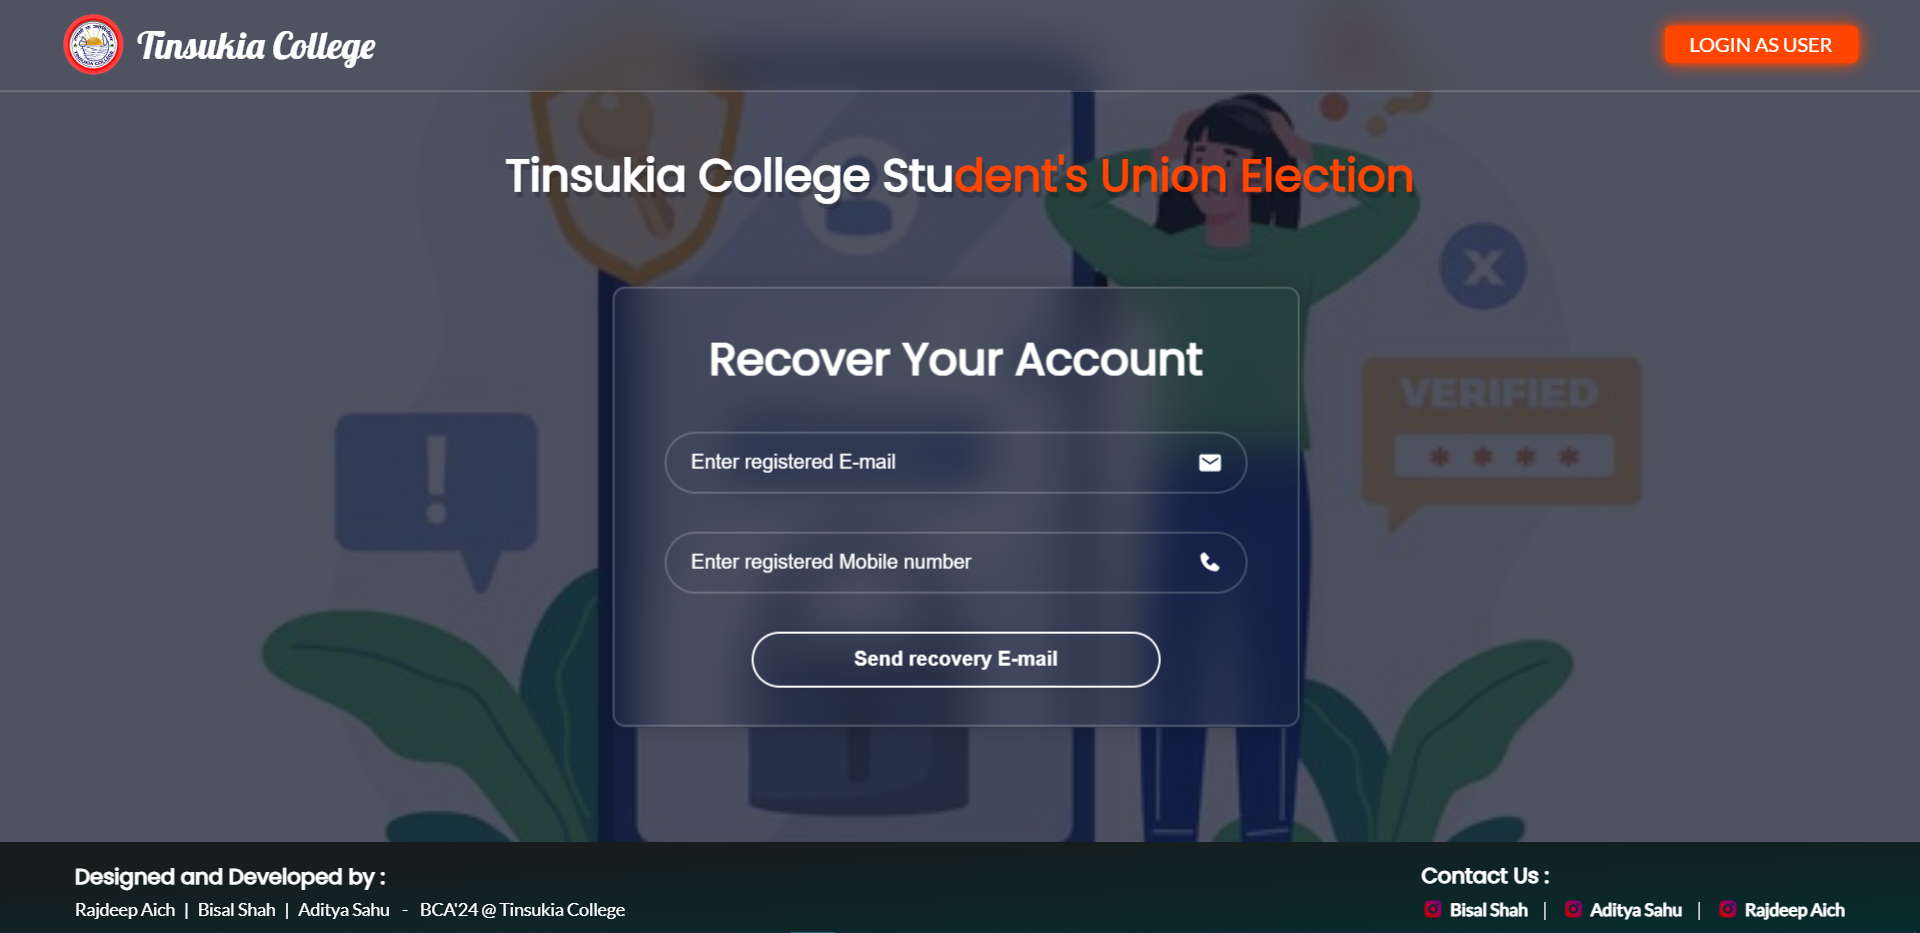 Tinsukia College
LOGIN AS USER
Tinsukia College Student's Union Election
Recover Your Account
VERIFIED
* * * *
Enter registered E-mail
Enter registered Mobile number
Send recovery E-mail
Designed and Developed by :
Rajdeep Aich | Bisal Shah | Aditya Sahu - BCA'24 @ Tinsukia College
Contact Us :
Bisal Shah | Aditya Sahu | Rajdeep Aich